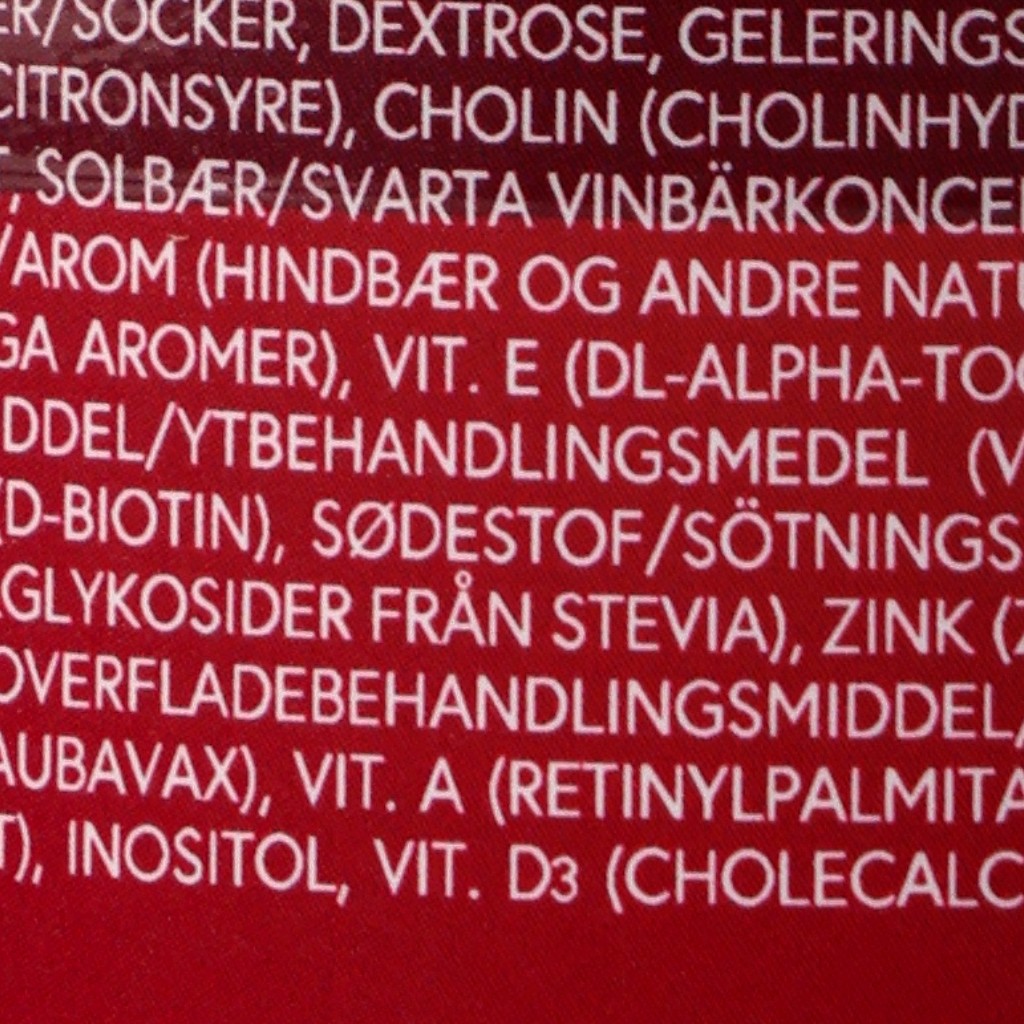 ER/SOCKER, DEXTROSE, GELERINGS
CITRONSYRE), CHOLIN (CHOLINHYD
, SOLBÆR/SVARTA VINBÄRKONCE
/AROM (HINDBÆR OG ANDRE NATU
GA AROMER), VIT. E (DL-ALPHA-TOC
DDEL/YTBEHANDLINGSMEDEL (V
(D-BIOTIN), SØDESTOF/SÖTNINGS
GLYKOSIDER FRÅN STEVIA), ZINK (Z
OVERFLADEBEHANDLINGSMIDDEL/
AUBAVAX), VIT. A (RETINYLPALMITA
T), INOSITOL, VIT. D3 (CHOLECALC